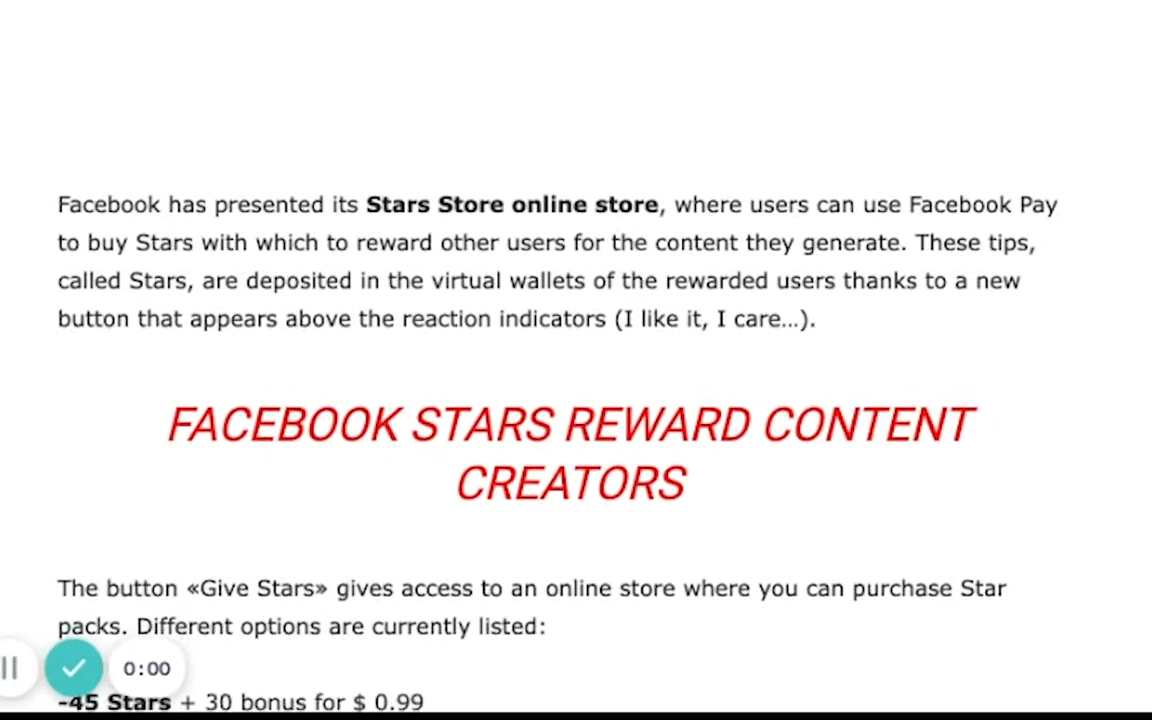 Facebook has presented its Stars Store online store, where users can use Facebook Pay
to buy Stars with which to reward other users for the content they generate. These tips,
called Stars, are deposited in the virtual wallets of the rewarded users thanks to a new
button that appears above the reaction indicators (I like it, I care...).
FACEBOOK STARS REWARD CONTENT
CREATORS
The button «Give Stars» gives access to an online store where you can purchase Star
packs. Different options are currently listed:
0:00
-45 Stars + 30 bonus for $ 0.99